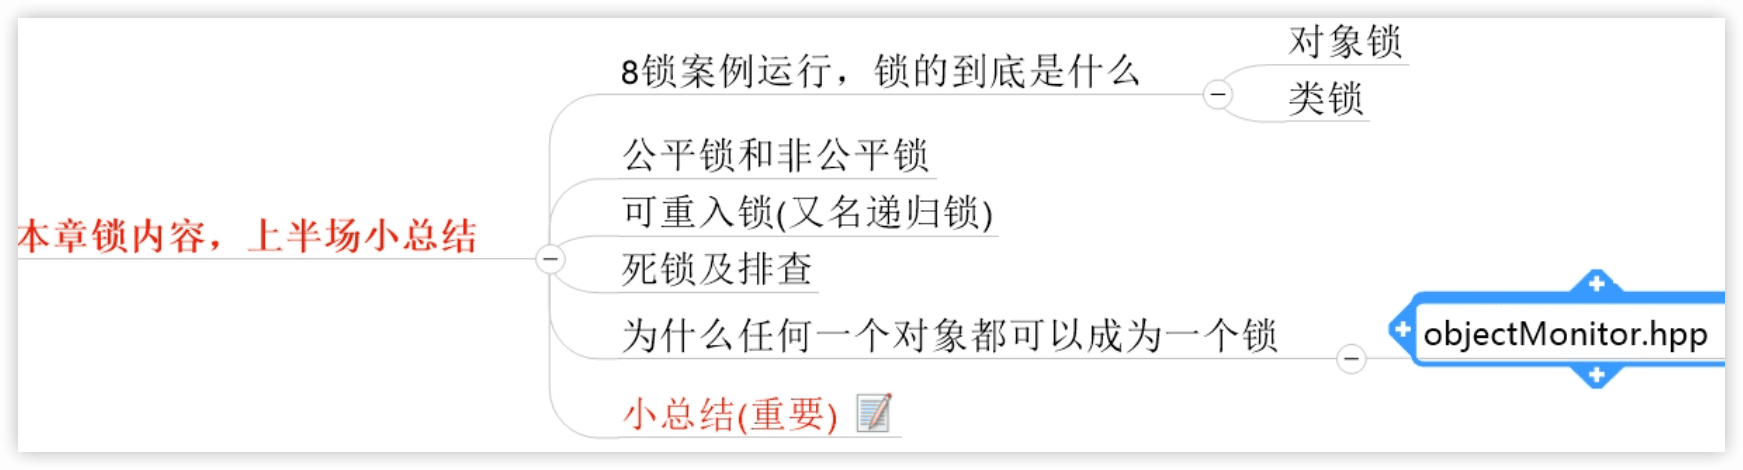 本章锁内容，上半场小总结
8锁案例运行，锁的到底是什么
对象锁
类锁
公平锁和非公平锁
可重入锁(又名递归锁)
死锁及排查
为什么任何一个对象都可以成为一个锁
objectMonitor.hpp
小总结(重要)